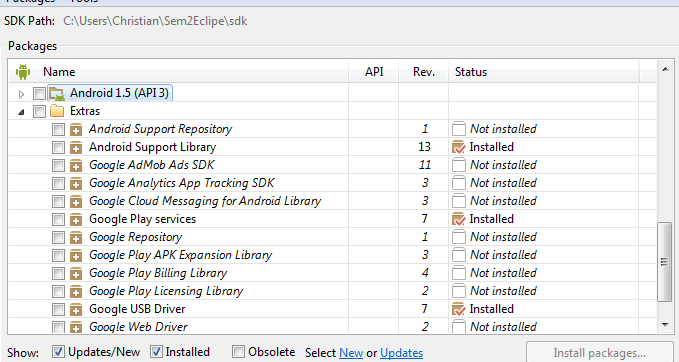 Packages Tools
SDK Path: C:\Users\Christian\Sem2Eclipe\sdk
Packages
Name API Rev. Status
Android 1.5 (API 3)
Extras
Android Support Repository 1 Not installed
Android Support Library 13 Installed
Google AdMob Ads SDK 11 Not installed
Google Analytics App Tracking SDK 3 Not installed
Google Cloud Messaging for Android Library 3 Not installed
Google Play services 7 Installed
Google Repository 1 Not installed
Google Play APK Expansion Library 3 Not installed
Google Play Billing Library 4 Not installed
Google Play Licensing Library 2 Not installed
Google USB Driver 7 Installed
Google Web Driver 2 Not installed
Show: Updates/New Installed Obsolete Select New or Updates Install packages...